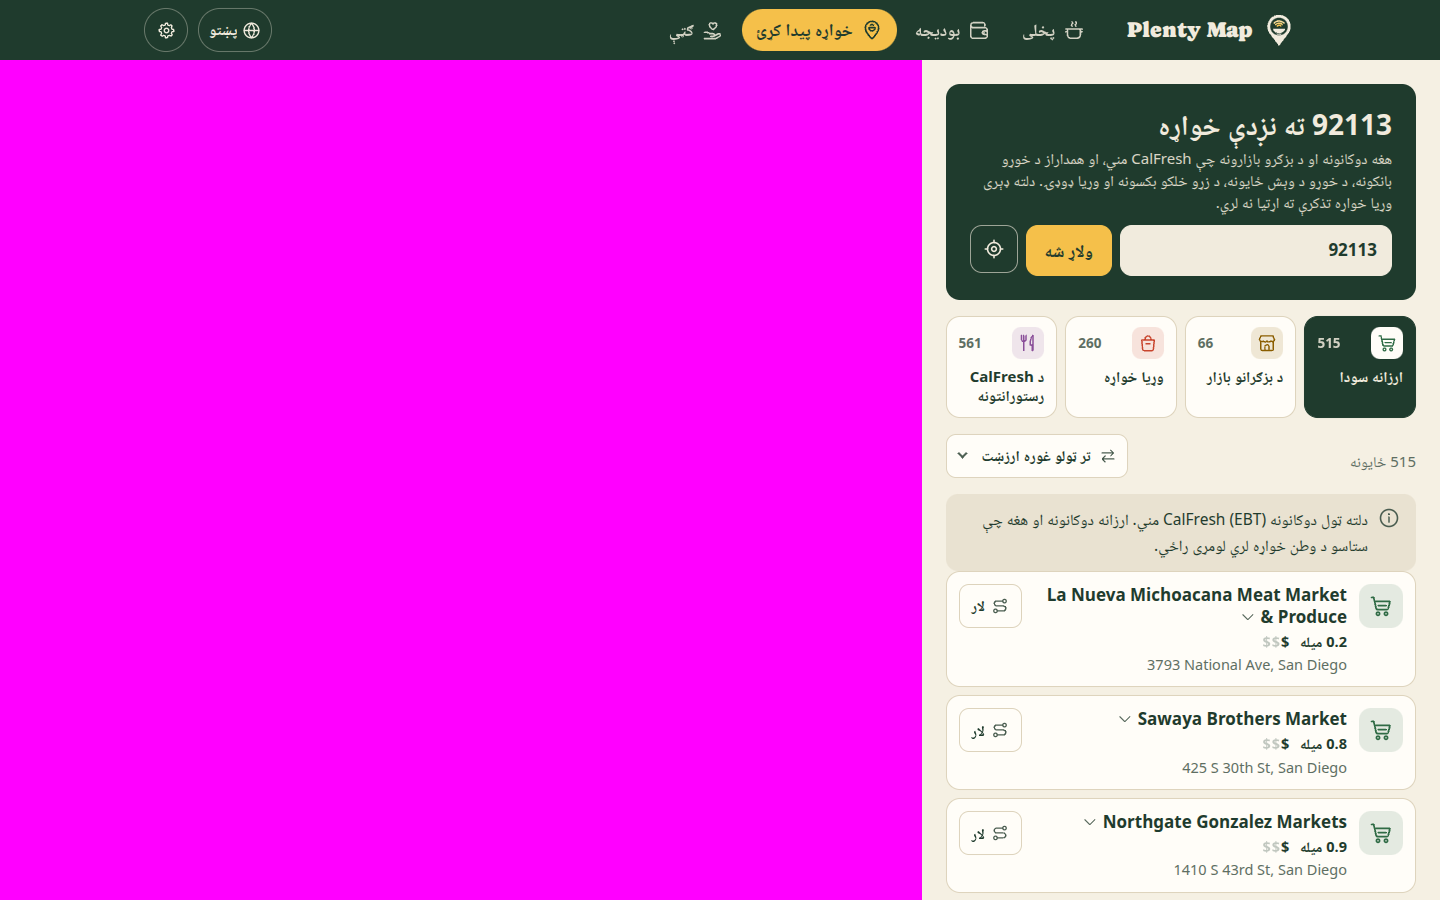 Plenty Map
پخلی
بودیجه
خواړه پیدا کړئ
ګټې
پښتو
92113 ته نږدې خواړه
هغه دوکانونه او د بزګرو بازارونه چې CalFresh مني، او همداراز د خوړو
بانکونه، د خوړو د وېش ځایونه، د زړو خلکو بکسونه او وړیا ډوډۍ. دلته ډېری
وړیا خواړه تذکرې ته اړتیا نه لري.
92113
ولاړ شه
515
ارزانه سودا
66
د بزګرانو بازار
260
وړیا خواړه
561
د CalFresh
رستورانتونه
515 ځایونه
تر ټولو غوره ارزښت
دلته ټول دوکانونه CalFresh (EBT) مني. ارزانه دوکانونه او هغه چې
ستاسو د وطن خواړه لري لومړی راځي.
La Nueva Michoacana Meat Market
& Produce
0.2 میله $$$
3793 National Ave, San Diego
لار
Sawaya Brothers Market
0.8 میله $$$
425 S 30th St, San Diego
لار
Northgate Gonzalez Markets
0.9 میله $$$
1410 S 43rd St, San Diego
لار